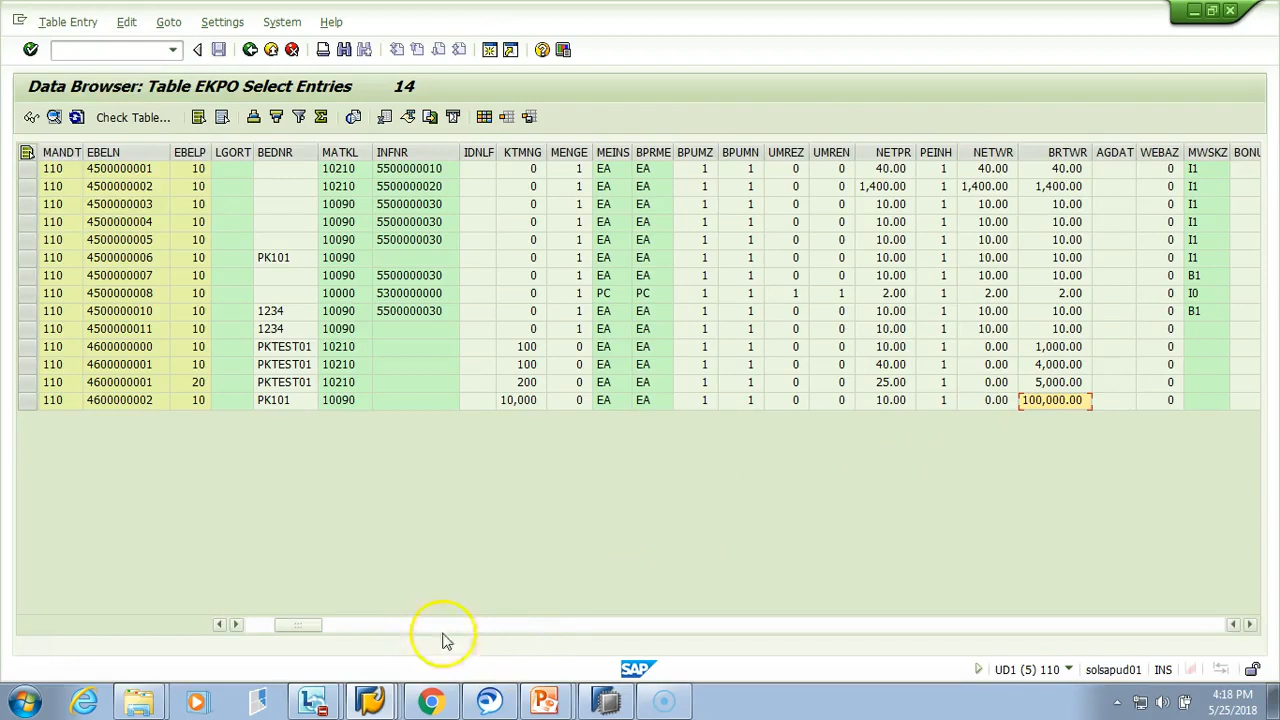 Table Entry Edit Goto Settings System Help
Data Browser: Table EKPO Select Entries 14
Check Table...
MANDT EBELN EBELP LGORT BEDNR MATKL INFNR IDNLF KTMNG MENGE MEINS BPRME BPUMZ BPUMN UMREZ UMREN NETPR PEINH NETWR BRTWR AGDAT WEBAZ MWSKZ BONU
110 4500000001 10 10210 5500000010 0 1 EA EA 1 1 0 0 40.00 1 40.00 40.00 0 I1
110 4500000002 10 10210 5500000020 0 1 EA EA 1 1 0 0 1,400.00 1 1,400.00 1,400.00 0 I1
110 4500000003 10 10090 5500000030 0 1 EA EA 1 1 0 0 10.00 1 10.00 10.00 0 I1
110 4500000004 10 10090 5500000030 0 1 EA EA 1 1 0 0 10.00 1 10.00 10.00 0 I1
110 4500000005 10 10090 5500000030 0 1 EA EA 1 1 0 0 10.00 1 10.00 10.00 0 I1
110 4500000006 10 PK101 10090 0 1 EA EA 1 1 0 0 10.00 1 10.00 10.00 0 I1
110 4500000007 10 10090 5500000030 0 1 EA EA 1 1 0 0 10.00 1 10.00 10.00 0 B1
110 4500000008 10 10000 5300000000 0 1 PC PC 1 1 1 1 2.00 1 2.00 2.00 0 I0
110 4500000010 10 1234 10090 5500000030 0 1 EA EA 1 1 0 0 10.00 1 10.00 10.00 0 B1
110 4500000011 10 1234 10090 0 1 EA EA 1 1 0 0 10.00 1 10.00 10.00 0
110 4600000000 10 PKTEST01 10210 100 0 EA EA 1 1 0 0 10.00 1 0.00 1,000.00 0
110 4600000001 10 PKTEST01 10210 100 0 EA EA 1 1 0 0 40.00 1 0.00 4,000.00 0
110 4600000001 20 PKTEST01 10210 200 0 EA EA 1 1 0 0 25.00 1 0.00 5,000.00 0
110 4600000002 10 PK101 10090 10,000 0 EA EA 1 1 0 0 10.00 1 0.00 100,000.00 0
SAP UD1 (5) 110 solsapud01 INS
4:18 PM
5/25/2018